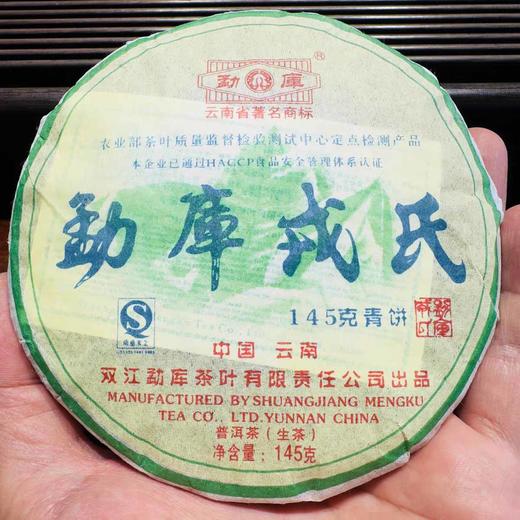 勐 库
®
云南省著名商标
农业部茶叶质量监督检验测试中心定点检测产品
本企业已通过HACCP食品安全管理体系认证
勐库戎氏
145克青饼
中国 云南
双江勐库茶叶有限责任公司出品
MANUFACTURED BY SHUANGJIANG MENGKU
TEA CO., LTD.YUNNAN CHINA
普洱茶（生茶）
净含量：145克